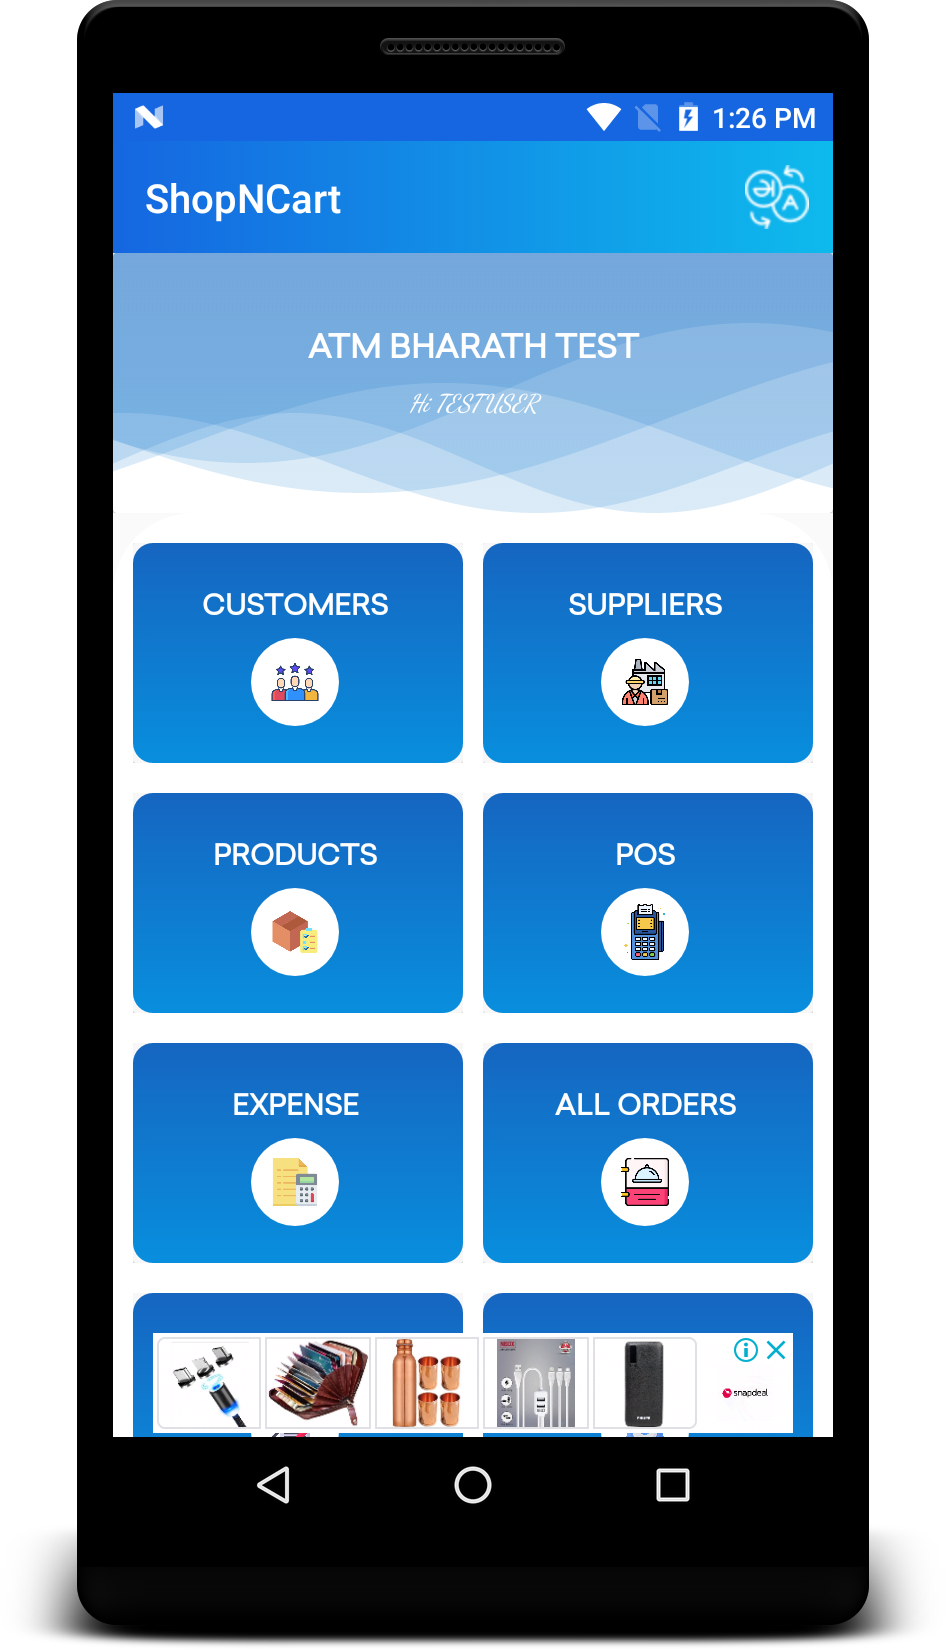 1:26 PM
ShopNCart
A
ATM BHARATH TEST
Hi TESTUSER
CUSTOMERS
SUPPLIERS
PRODUCTS
POS
EXPENSE
ALL ORDERS
snapdeal